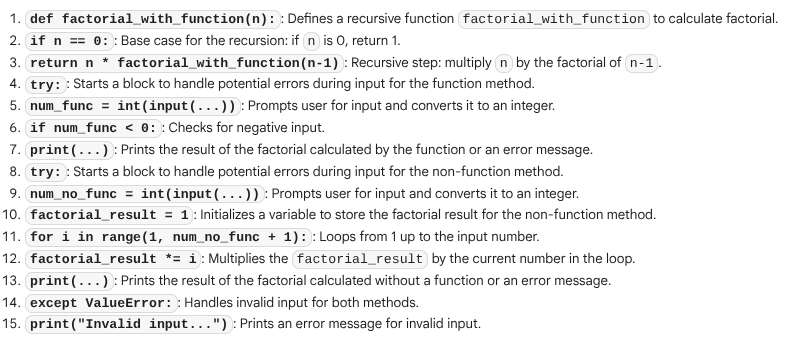 1. def factorial_with_function(n):: Defines a recursive function factorial_with_function to calculate factorial.
2. if n == 0:: Base case for the recursion: if n is 0, return 1.
3. return n * factorial_with_function(n-1): Recursive step: multiply n by the factorial of n-1.
4. try:: Starts a block to handle potential errors during input for the function method.
5. num_func = int(input(...)): Prompts user for input and converts it to an integer.
6. if num_func < 0:: Checks for negative input.
7. print(...): Prints the result of the factorial calculated by the function or an error message.
8. try:: Starts a block to handle potential errors during input for the non-function method.
9. num_no_func = int(input(...)): Prompts user for input and converts it to an integer.
10. factorial_result = 1: Initializes a variable to store the factorial result for the non-function method.
11. for i in range(1, num_no_func + 1):: Loops from 1 up to the input number.
12. factorial_result *= i: Multiplies the factorial_result by the current number in the loop.
13. print(...): Prints the result of the factorial calculated without a function or an error message.
14. except ValueError:: Handles invalid input for both methods.
15. print("Invalid input..."): Prints an error message for invalid input.